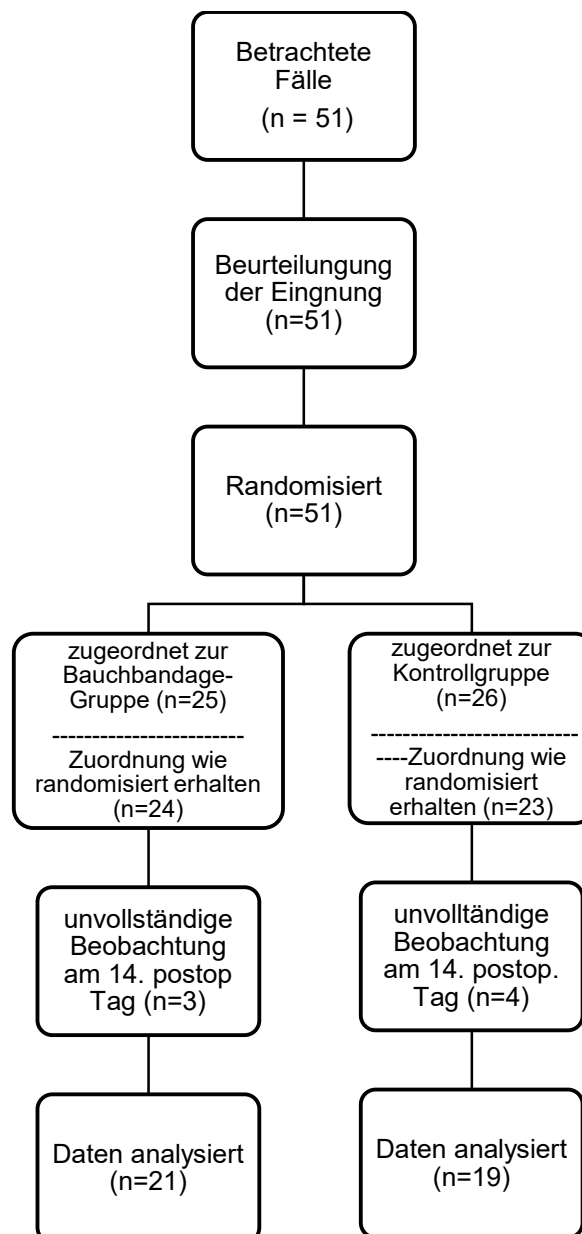 Betrachtete
Fälle
(n = 51)
Beurteilungung
der Eingnung
(n=51)
Randomisiert
(n=51)
zugeordnet zur
Bauchbandage-
Gruppe (n=25)
------------------------
Zuordnung wie
randomisiert erhalten
(n=24)
zugeordnet zur
Kontrollgruppe
(n=26)
--------------------------
----Zuordnung wie
randomisiert
erhalten (n=23)
unvollständige
Beobachtung
am 14. postop
Tag (n=3)
unvolltändige
Beobachtung
am 14. postop.
Tag (n=4)
Daten analysiert
(n=21)
Daten analysiert
(n=19)